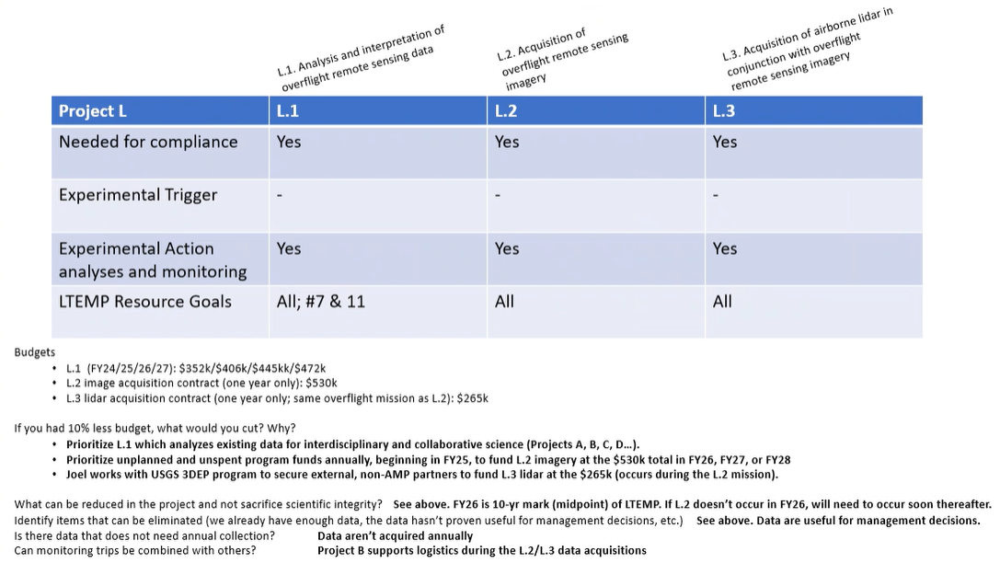 L.1. Analysis and interpretation of
overflight remote sensing data
L.2. Acquisition of
overflight remote sensing
imagery
L.3. Acquisition of airborne lidar in
conjunction with overflight
remote sensing imagery
Project L L.1 L.2 L.3
Needed for compliance Yes Yes Yes
Experimental Trigger - - -
Experimental Action
analyses and monitoring Yes Yes Yes
LTEMP Resource Goals All; #7 & 11 All All
Budgets
• L.1 (FY24/25/26/27): $352k/$406k/$445kk/$472k
• L.2 image acquisition contract (one year only): $530k
• L.3 lidar acquisition contract (one year only; same overflight mission as L.2): $265k
If you had 10% less budget, what would you cut? Why?
• Prioritize L.1 which analyzes existing data for interdisciplinary and collaborative science (Projects A, B, C, D…).
• Prioritize unplanned and unspent program funds annually, beginning in FY25, to fund L.2 imagery at the $530k total in FY26, FY27, or FY28
• Joel works with USGS 3DEP program to secure external, non-AMP partners to fund L.3 lidar at the $265k (occurs during the L.2 mission).
What can be reduced in the project and not sacrifice scientific integrity? See above. FY26 is 10-yr mark (midpoint) of LTEMP. If L.2 doesn't occur in FY26, will need to occur soon thereafter.
Identify items that can be eliminated (we already have enough data, the data hasn't proven useful for management decisions, etc.) See above. Data are useful for management decisions.
Is there data that does not need annual collection? Data aren't acquired annually
Can monitoring trips be combined with others? Project B supports logistics during the L.2/L.3 data acquisitions